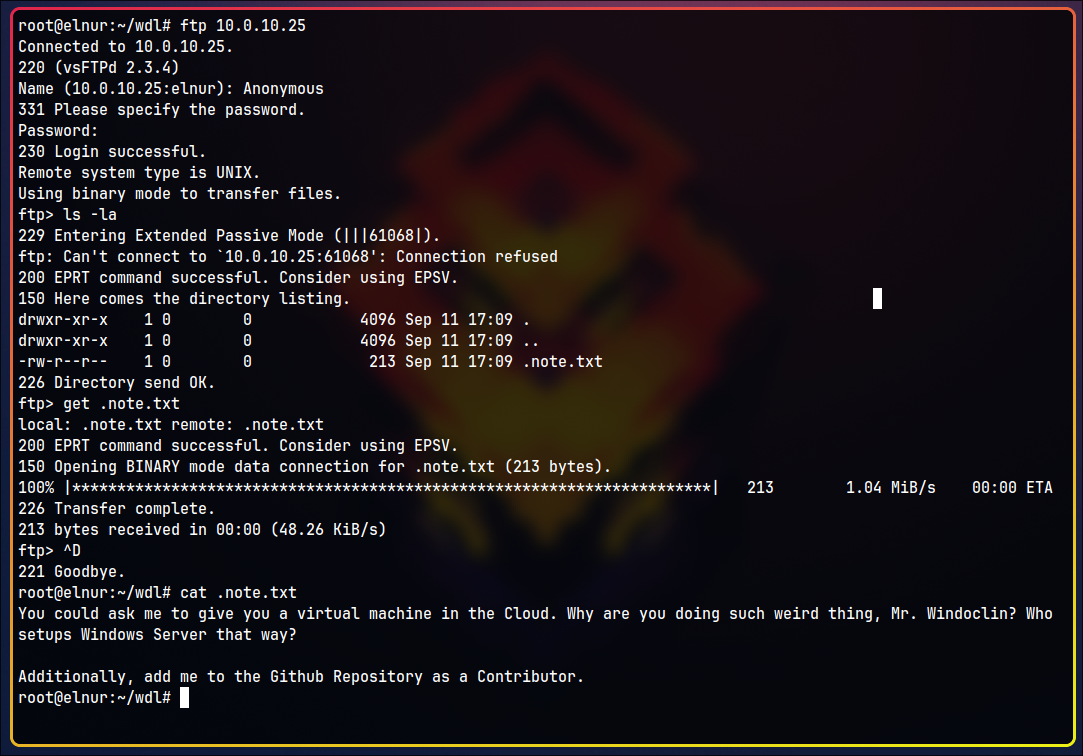 root@elnur:~/wdl# ftp 10.0.10.25
Connected to 10.0.10.25.
220 (vsFTPd 2.3.4)
Name (10.0.10.25:elnur): Anonymous
331 Please specify the password.
Password:
230 Login successful.
Remote system type is UNIX.
Using binary mode to transfer files.
ftp> ls -la
229 Entering Extended Passive Mode (|||61068|).
ftp: Can't connect to `10.0.10.25:61068': Connection refused
200 EPRT command successful. Consider using EPSV.
150 Here comes the directory listing.
drwxr-xr-x    1 0        0            4096 Sep 11 17:09 .
drwxr-xr-x    1 0        0            4096 Sep 11 17:09 ..
-rw-r--r--    1 0        0             213 Sep 11 17:09 .note.txt
226 Directory send OK.
ftp> get .note.txt
local: .note.txt remote: .note.txt
200 EPRT command successful. Consider using EPSV.
150 Opening BINARY mode data connection for .note.txt (213 bytes).
100% |***********************************************************************|   213        1.04 MiB/s    00:00 ETA
226 Transfer complete.
213 bytes received in 00:00 (48.26 KiB/s)
ftp> ^D
221 Goodbye.
root@elnur:~/wdl# cat .note.txt
You could ask me to give you a virtual machine in the Cloud. Why are you doing such weird thing, Mr. Windoclin? Who
setups Windows Server that way?
Additionally, add me to the Github Repository as a Contributor.
root@elnur:~/wdl#